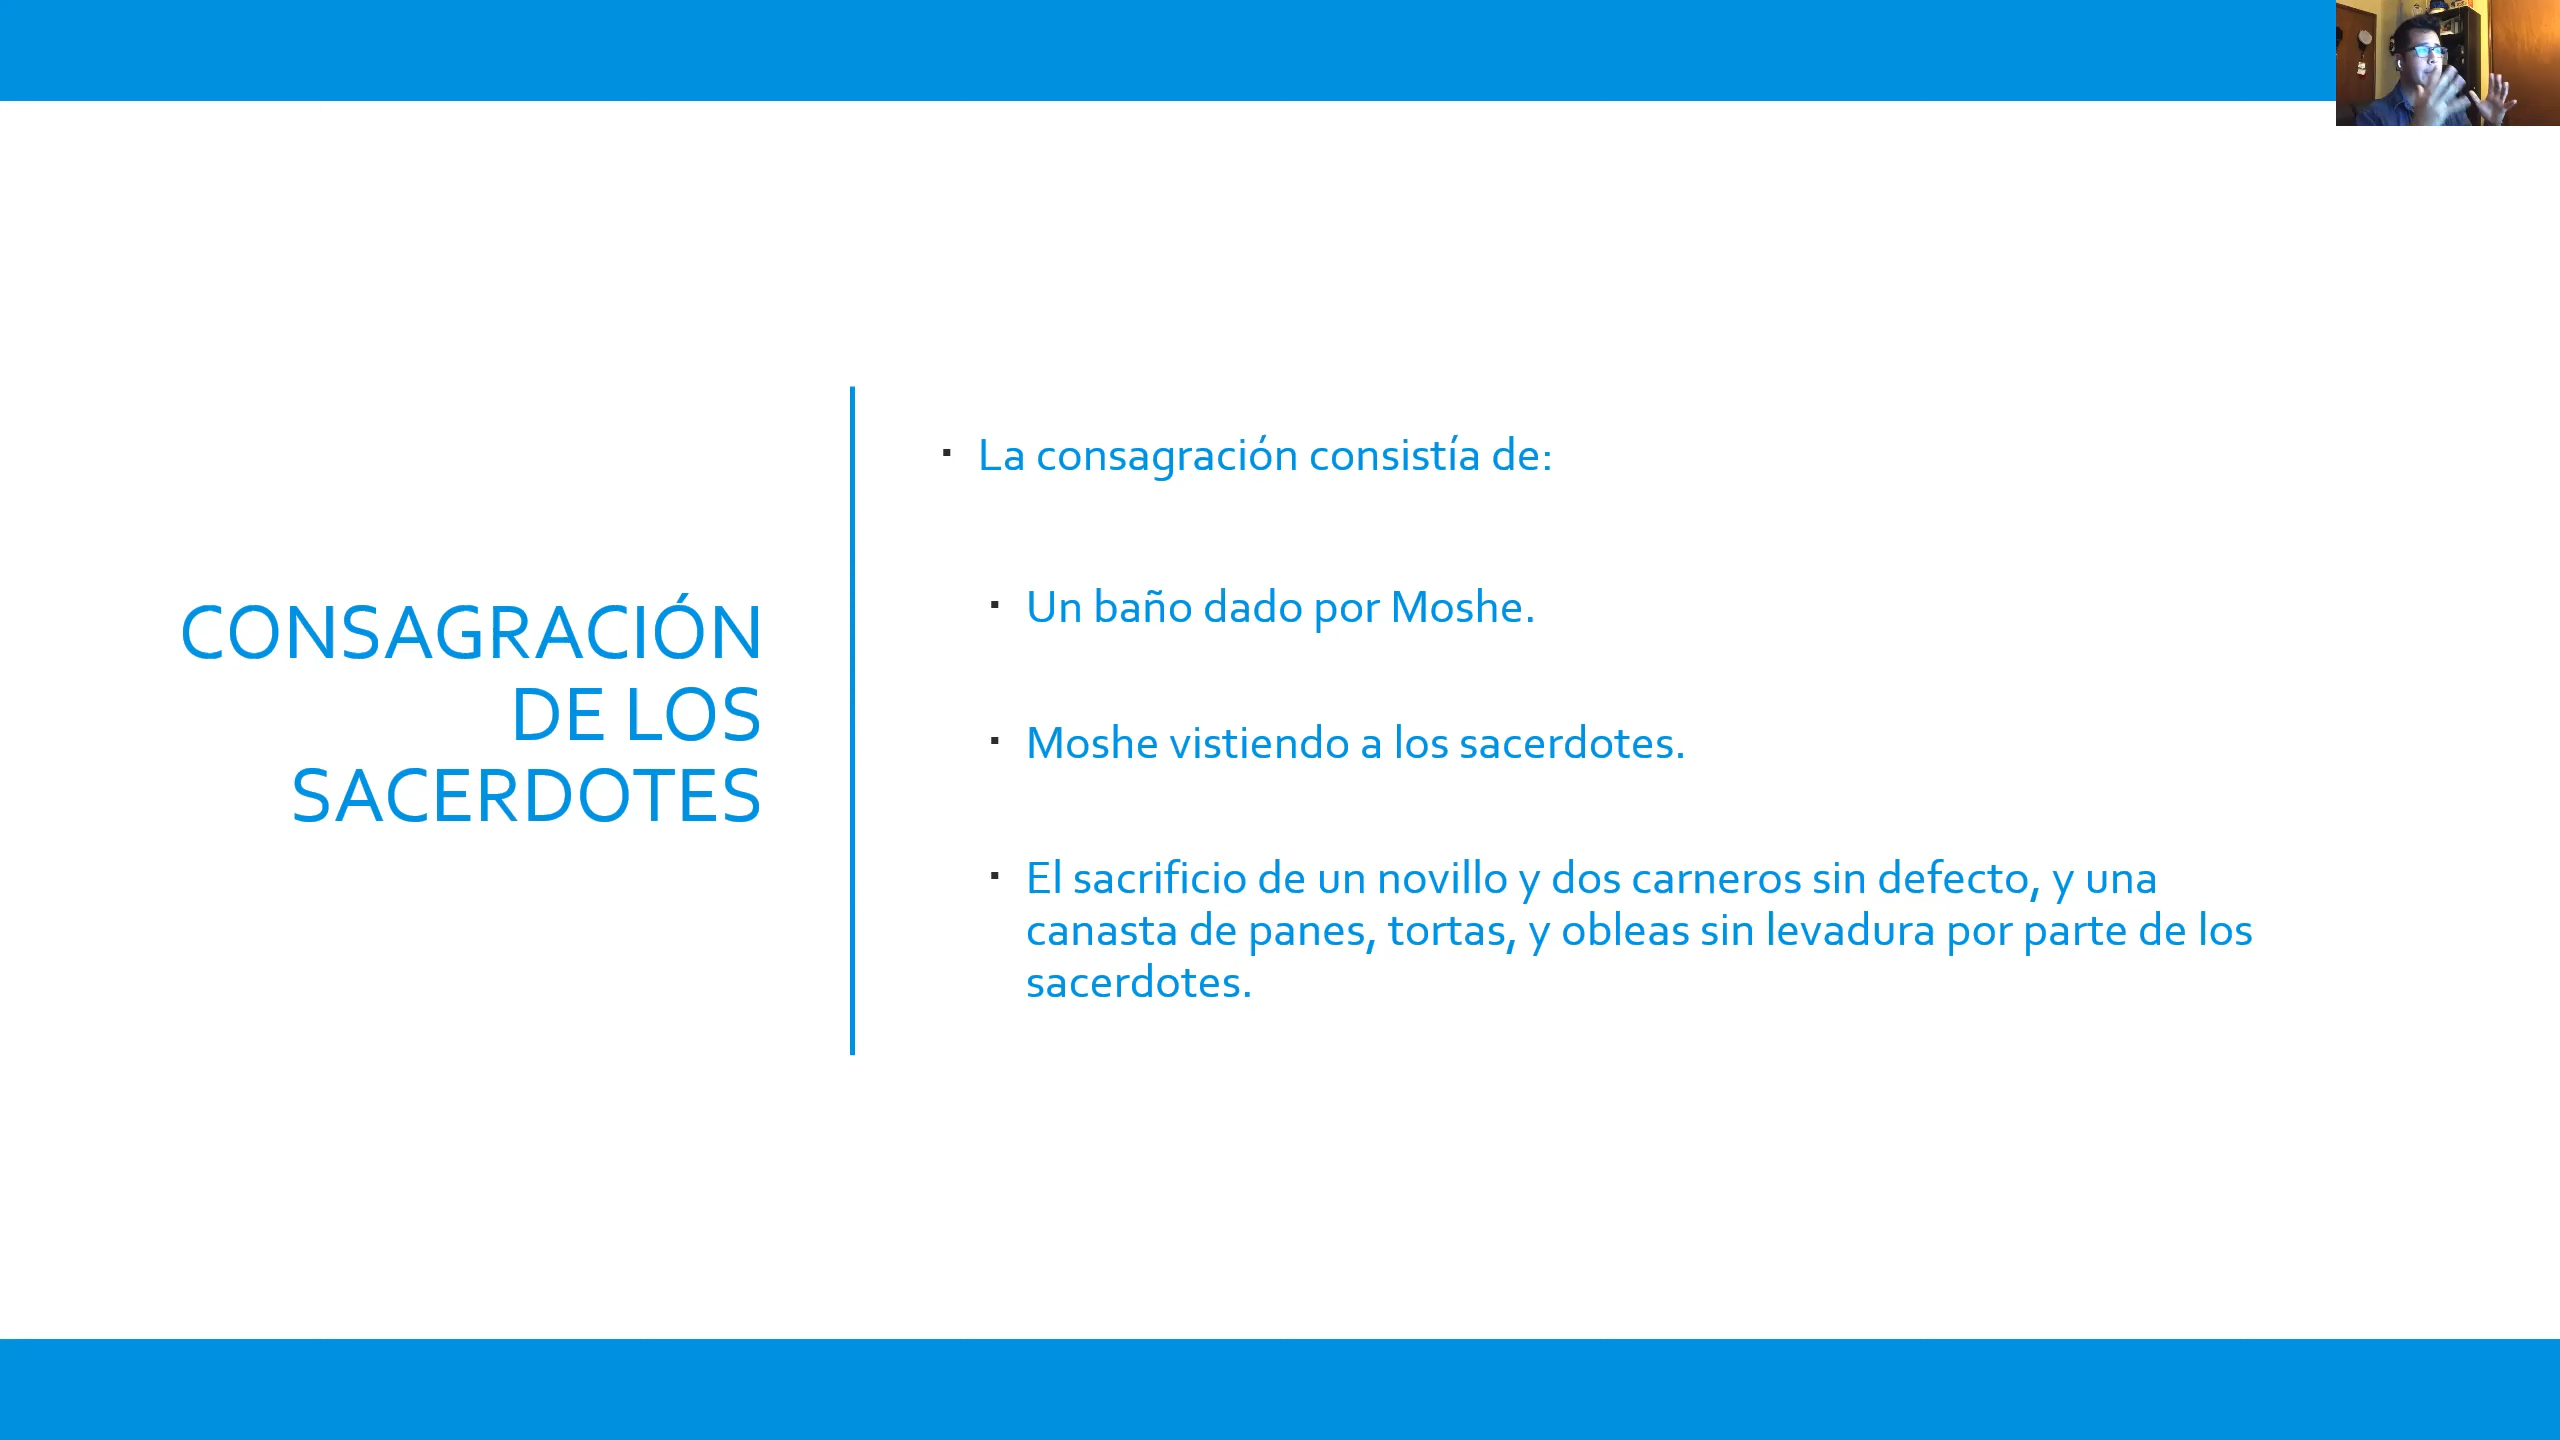 CONSAGRACIÓN
DE LOS
SACERDOTES
La consagración consistía de:
Un baño dado por Moshe.
Moshe vistiendo a los sacerdotes.
El sacrificio de un novillo y dos carneros sin defecto, y una
canasta de panes, tortas, y obleas sin levadura por parte de los
sacerdotes.